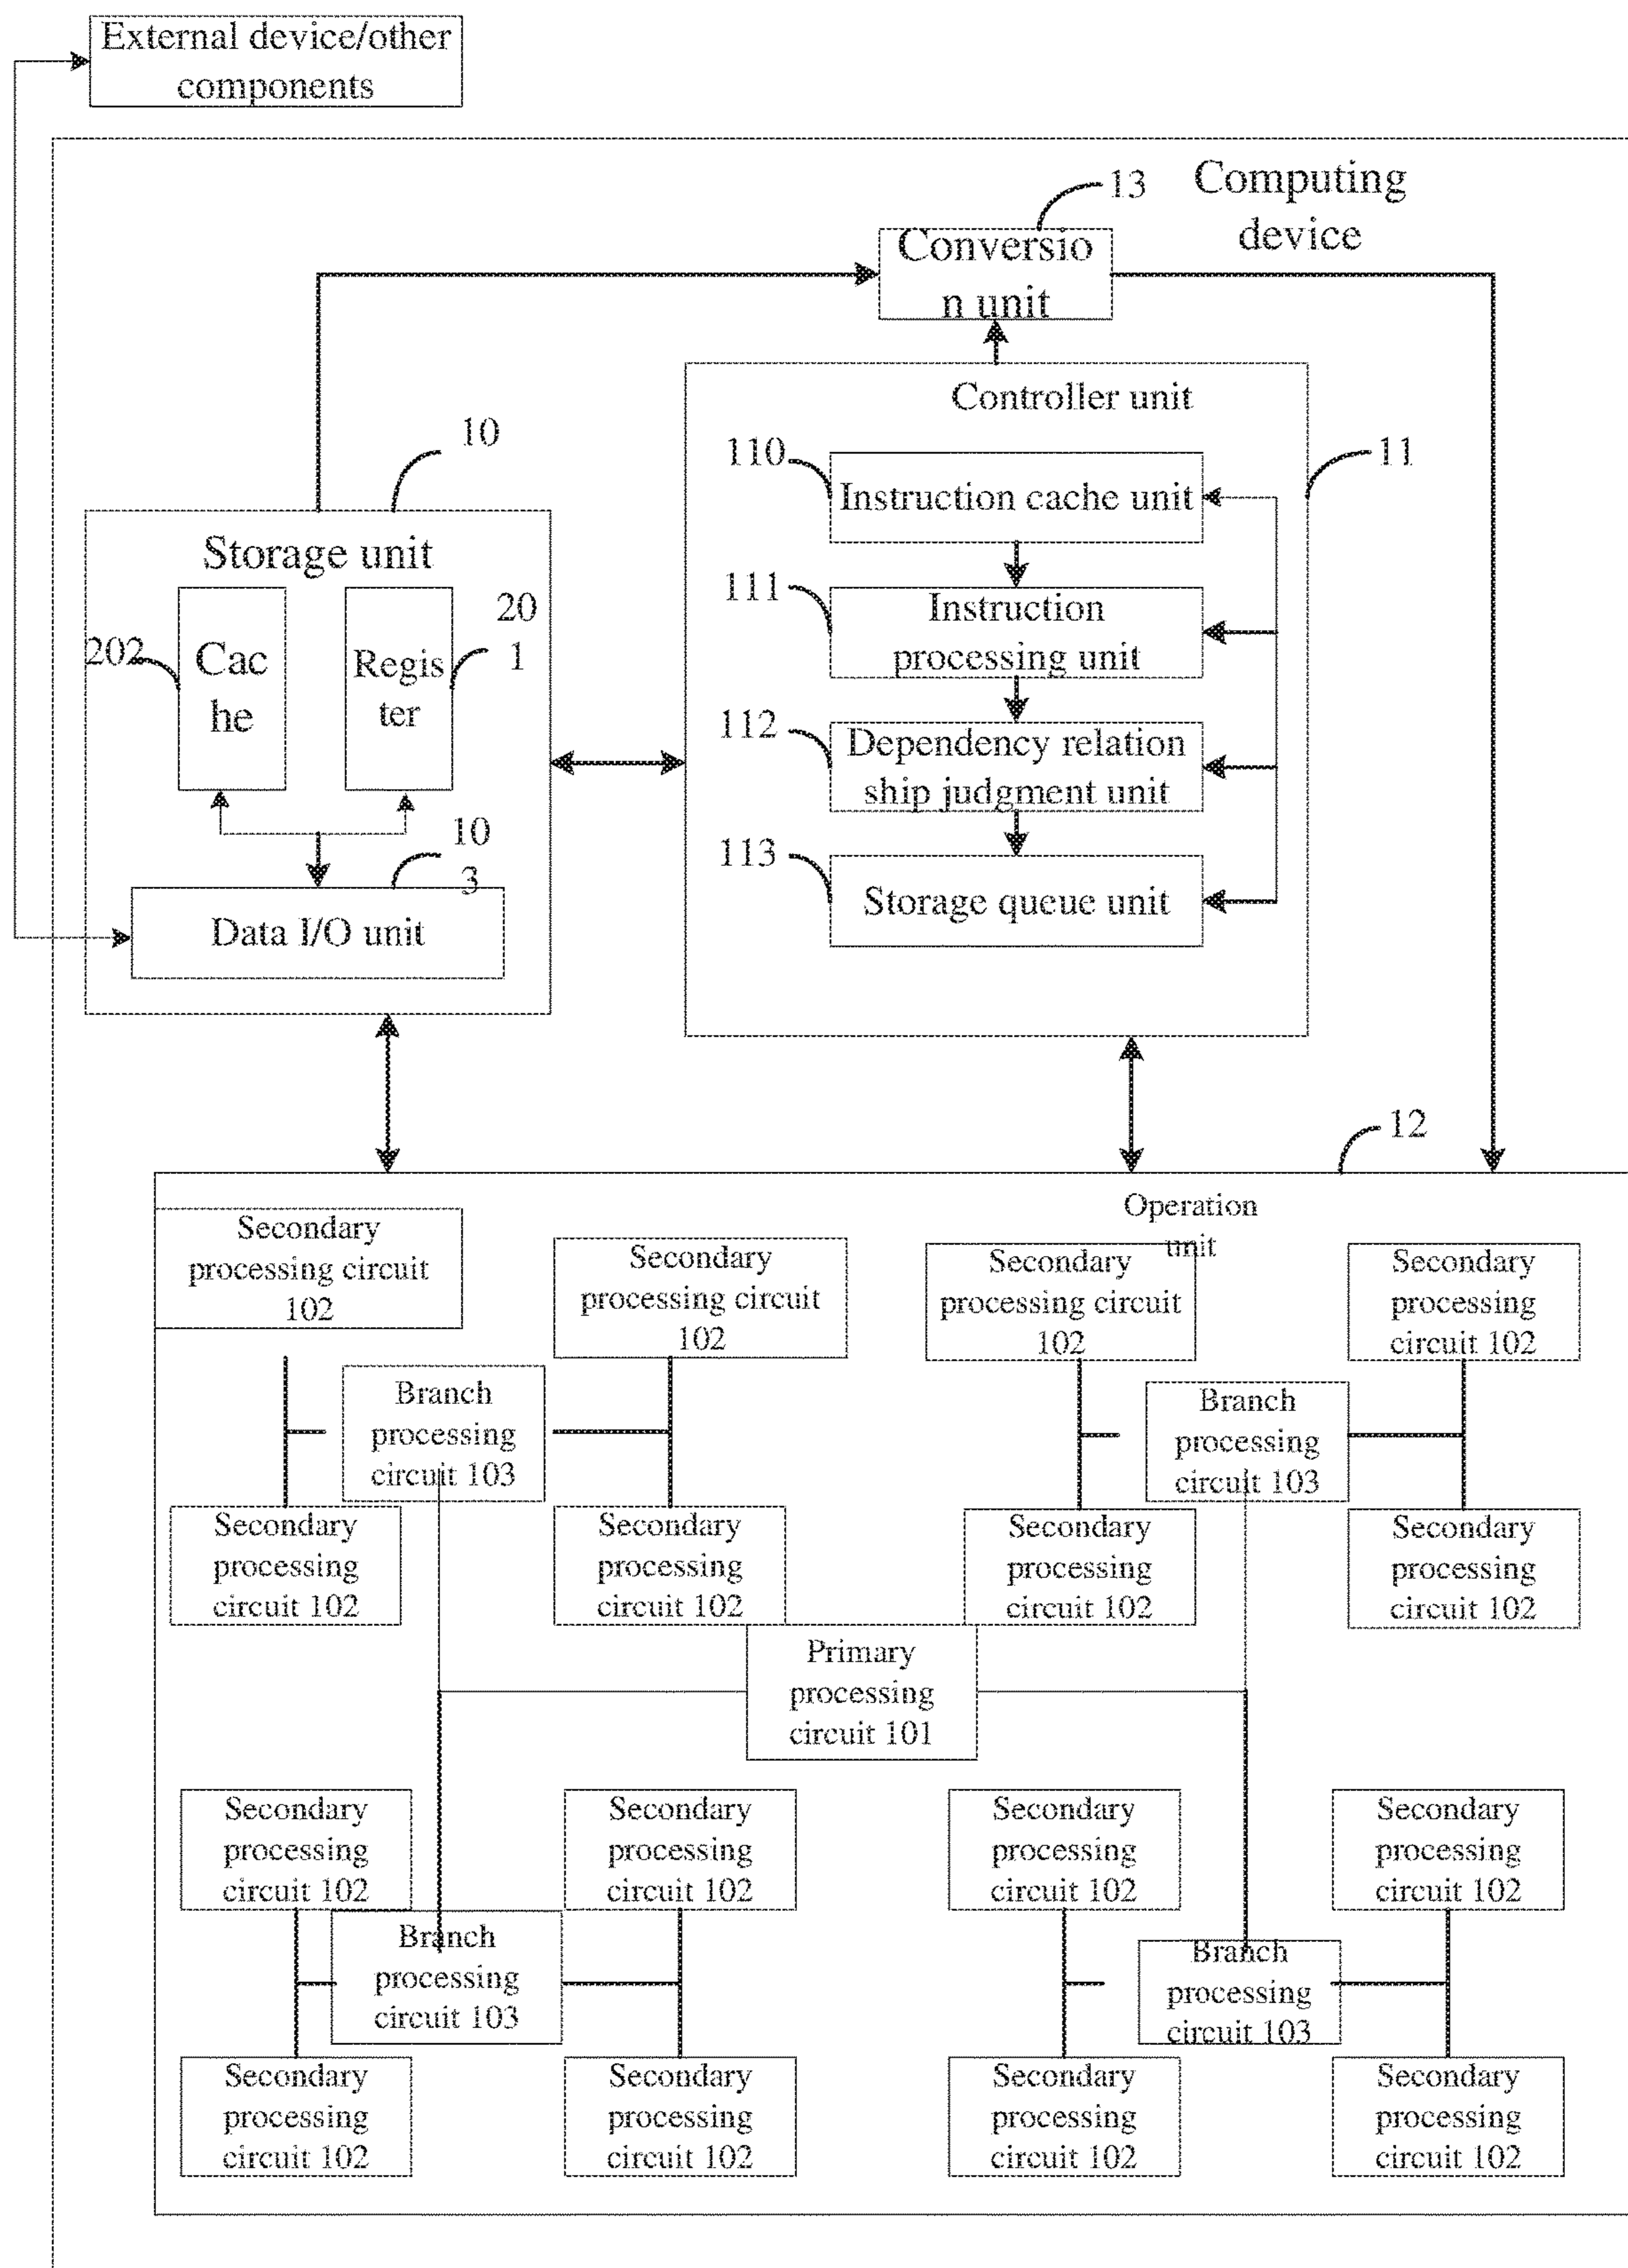 External device/other
components
Computing
device
13
Conversio
n unit
Controller unit
10
110
11
Instruction cache unit
Storage unit
111
Instruction
processing unit
20
1
202
Cac
he
Regis
ter
112
Dependency relation
ship judgment unit
10
3
113
Storage queue unit
Data I/O unit
12
Operation
unit
Secondary
processing circuit
102
Secondary
processing circuit
102
Secondary
processing circuit
102
Secondary
processing
circuit 102
Branch
processing
circuit 103
Branch
processing
circuit 103
Secondary
processing
circuit 102
Secondary
processing
circuit 102
Secondary
processing
circuit 102
Secondary
processing
circuit 102
Primary
processing
circuit 101
Secondary
processing
circuit 102
Secondary
processing
circuit 102
Secondary
processing
circuit 102
Secondary
processing
circuit 102
Branch
processing
circuit 103
Branch
processing
circuit 103
Secondary
processing
circuit 102
Secondary
processing
circuit 102
Secondary
processing
circuit 102
Secondary
processing
circuit 102